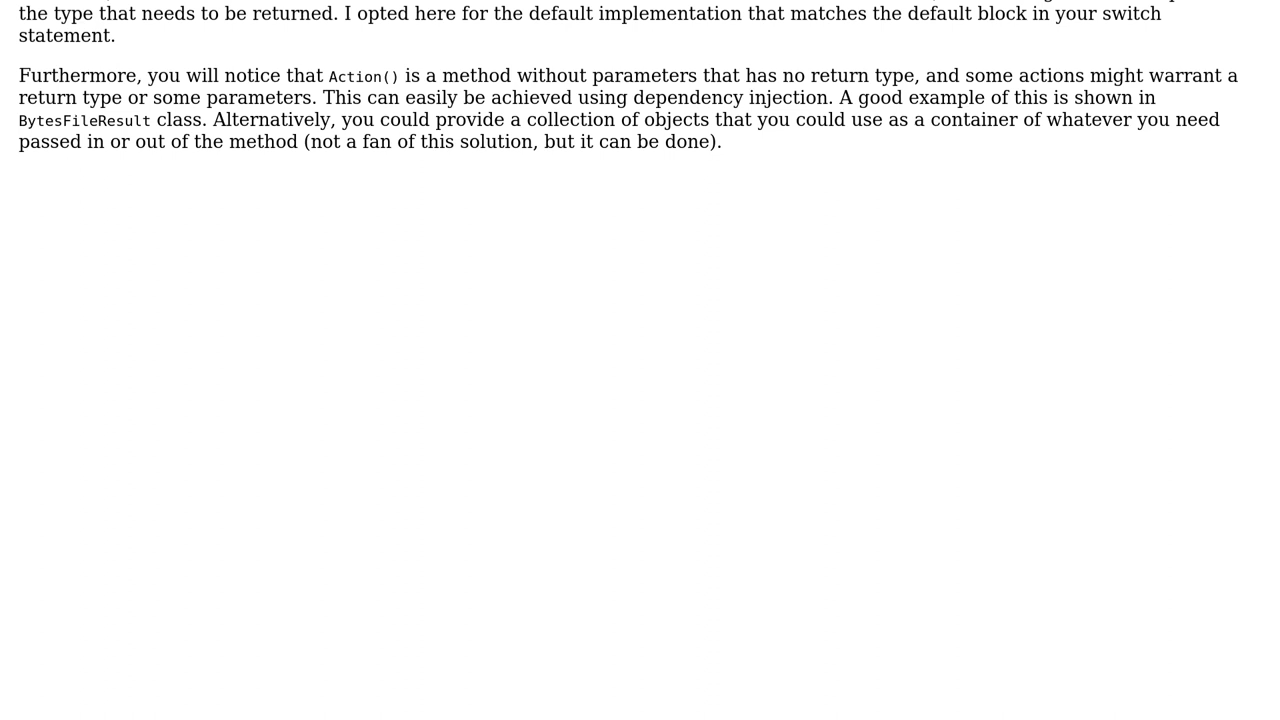 the type that needs to be returned. I opted here for the default implementation that matches the default block in your switch
statement.
Furthermore, you will notice that Action() is a method without parameters that has no return type, and some actions might warrant a
return type or some parameters. This can easily be achieved using dependency injection. A good example of this is shown in
BytesFileResult class. Alternatively, you could provide a collection of objects that you could use as a container of whatever you need
passed in or out of the method (not a fan of this solution, but it can be done).